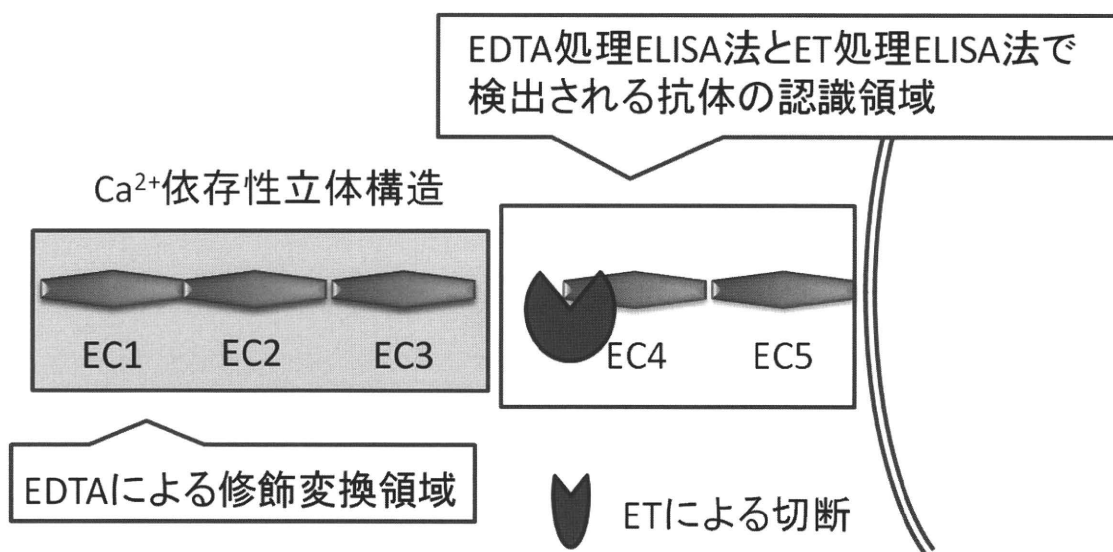 EDTA処理ELISA法とET処理ELISA法で
検出される抗体の認識領域
Ca²⁺依存性立体構造
EC1 EC2 EC3 EC4 EC5
EDTAによる修飾変換領域
ETによる切断